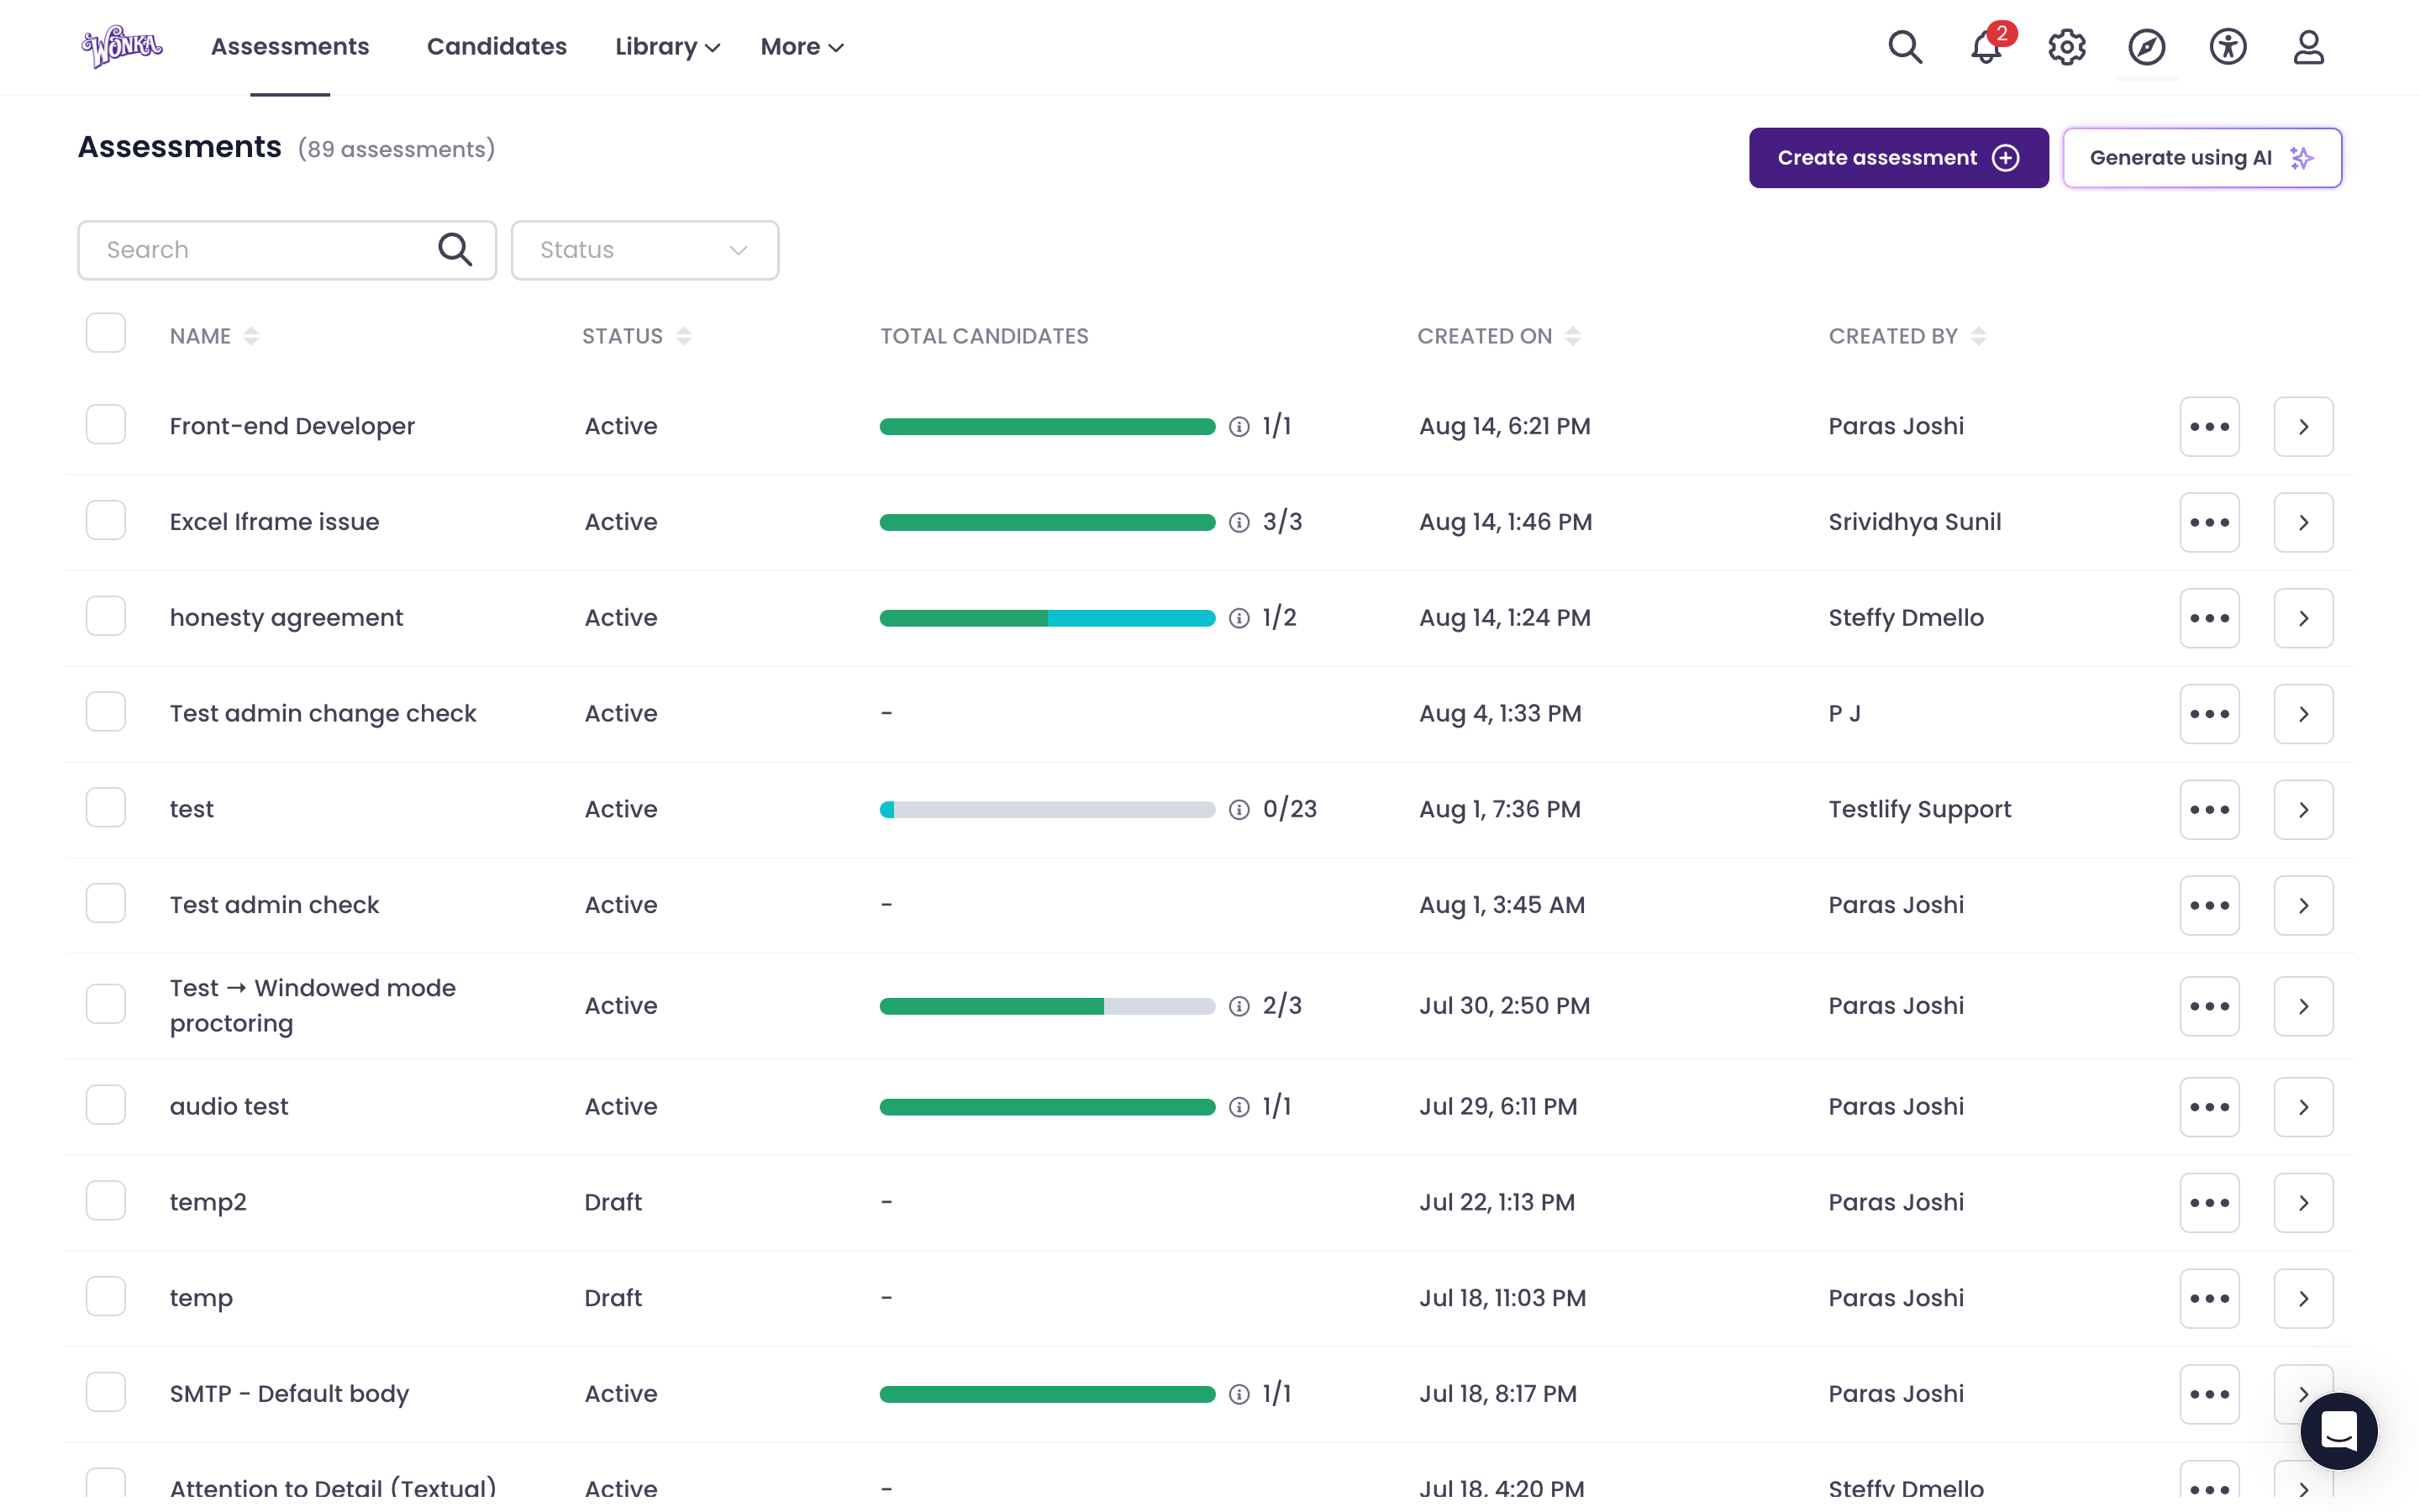 WONKA
Assessments
Candidates
Library
More
2
Assessments (89 assessments)
Create assessment
Generate using AI
Search
Status
NAME STATUS TOTAL CANDIDATES CREATED ON CREATED BY
Front-end Developer Active 1/1 Aug 14, 6:21 PM Paras Joshi
Excel Iframe issue Active 3/3 Aug 14, 1:46 PM Srividhya Sunil
honesty agreement Active 1/2 Aug 14, 1:24 PM Steffy Dmello
Test admin change check Active - Aug 4, 1:33 PM P J
test Active 0/23 Aug 1, 7:36 PM Testlify Support
Test admin check Active - Aug 1, 3:45 AM Paras Joshi
Test → Windowed mode
proctoring Active 2/3 Jul 30, 2:50 PM Paras Joshi
audio test Active 1/1 Jul 29, 6:11 PM Paras Joshi
temp2 Draft - Jul 22, 1:13 PM Paras Joshi
temp Draft - Jul 18, 11:03 PM Paras Joshi
SMTP - Default body Active 1/1 Jul 18, 8:17 PM Paras Joshi
Attention to Detail (Textual) Active - Jul 18, 4:20 PM Steffy Dmello